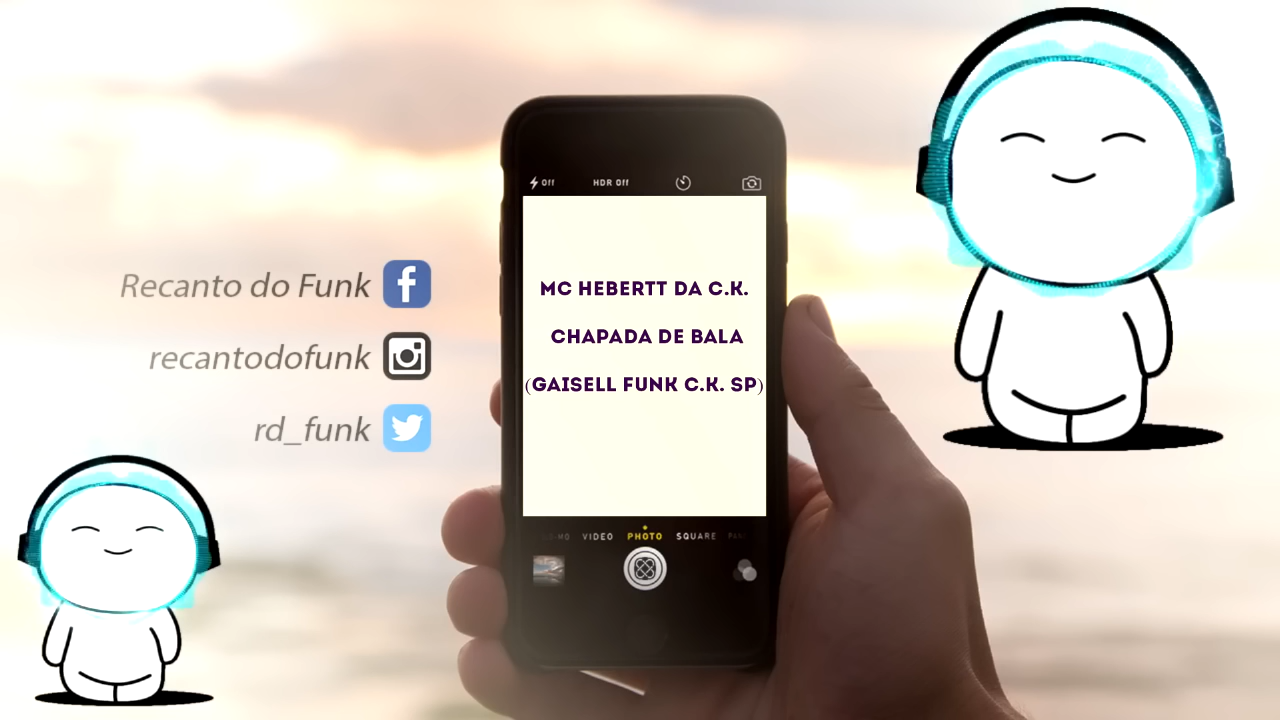 Off HDR Off
MC HEBERTT DA C.K.
CHAPADA DE BALA
(GAISELL FUNK C.K. SP)
Recanto do Funk
recantodofunk
rd_funk
VIDEO PHOTO SQUARE